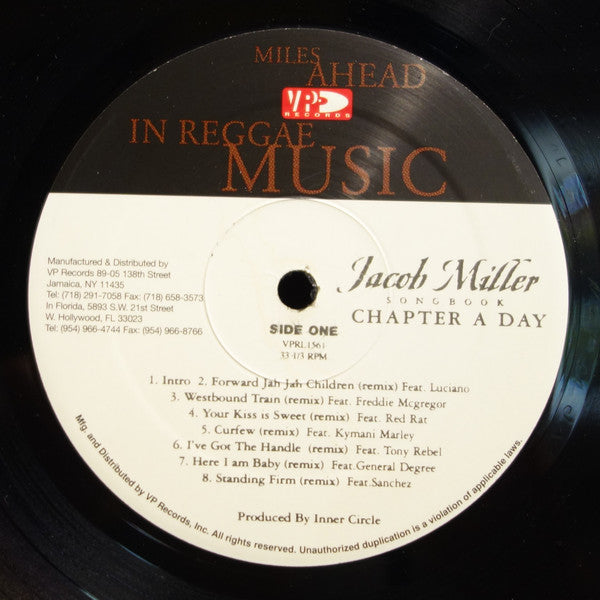 MILES
AHEAD
VP
RECORDS
IN REGGAE
MUSIC
Manufactured & Distributed by
VP Records 89-05 138th Street
Jamaica, NY 11435
Tel: (718) 291-7058 Fax: (718) 658-3573
In Florida, 5893 S.W. 21st Street
W. Hollywood, FL 33023
Tel: (954) 966-4744 Fax: (954) 966-8766
Jacob Miller
SONGBOOK
CHAPTER A DAY
SIDE ONE
VPRL1561
33 1/3 RPM
1. Intro 2. Forward Jah Jah Children (remix) Feat. Luciano
3. Westbound Train (remix) Feat. Freddie Mcgregor
4. Your Kiss is Sweet (remix) Feat. Red Rat
5. Curfew (remix) Feat. Kymani Marley
6. I've Got The Handle (remix) Feat. Tony Rebel
7. Here I am Baby (remix) Feat.General Degree
8. Standing Firm (remix) Feat.Sanchez
Produced By Inner Circle
Mfg. and Distributed by VP Records, Inc. All rights reserved. Unauthorized duplication is a violation of applicable laws.